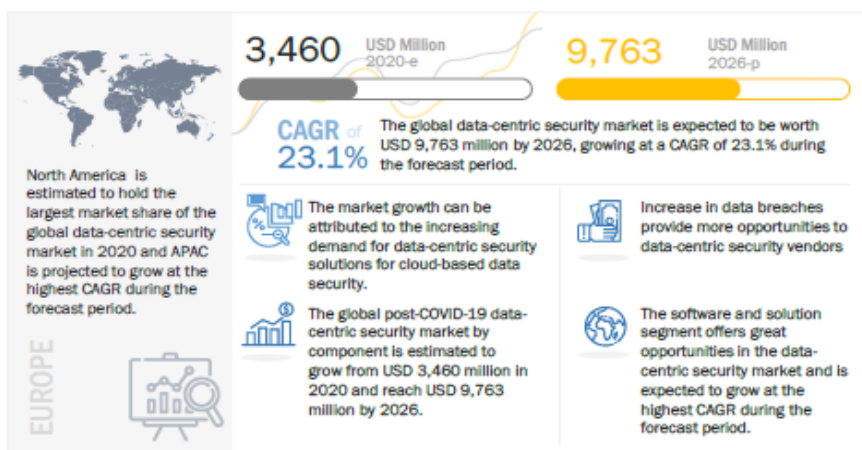 3,460
USD Million
2020-e
9,763
USD Million
2026-p
CAGR of
23.1%
The global data-centric security market is expected to be worth
USD 9,763 million by 2026, growing at a CAGR of 23.1% during
the forecast period.
North America is
estimated to hold the
largest market share of the
global data-centric security
market in 2020 and APAC
is projected to grow at the
highest CAGR during the
forecast period.
EUROPE
The market growth can be
attributed to the increasing
demand for data-centric security
solutions for cloud-based data
security.
Increase in data breaches
provide more opportunities to
data-centric security vendors
The global post-COVID-19 data-
centric security market by
component is estimated to
grow from USD 3,460 million in
2020 and reach USD 9,763
million by 2026.
The software and solution
segment offers great
opportunities in the data-
centric security market and is
expected to grow at the
highest CAGR during the
forecast period.